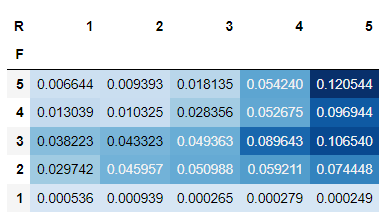 R 1 2 3 4 5
F
5 0.006644 0.009393 0.018135 0.054240 0.120544
4 0.013039 0.010325 0.028356 0.052675 0.096944
3 0.038223 0.043323 0.049363 0.089643 0.106540
2 0.029742 0.045957 0.050988 0.059211 0.074448
1 0.000536 0.000939 0.000265 0.000279 0.000249